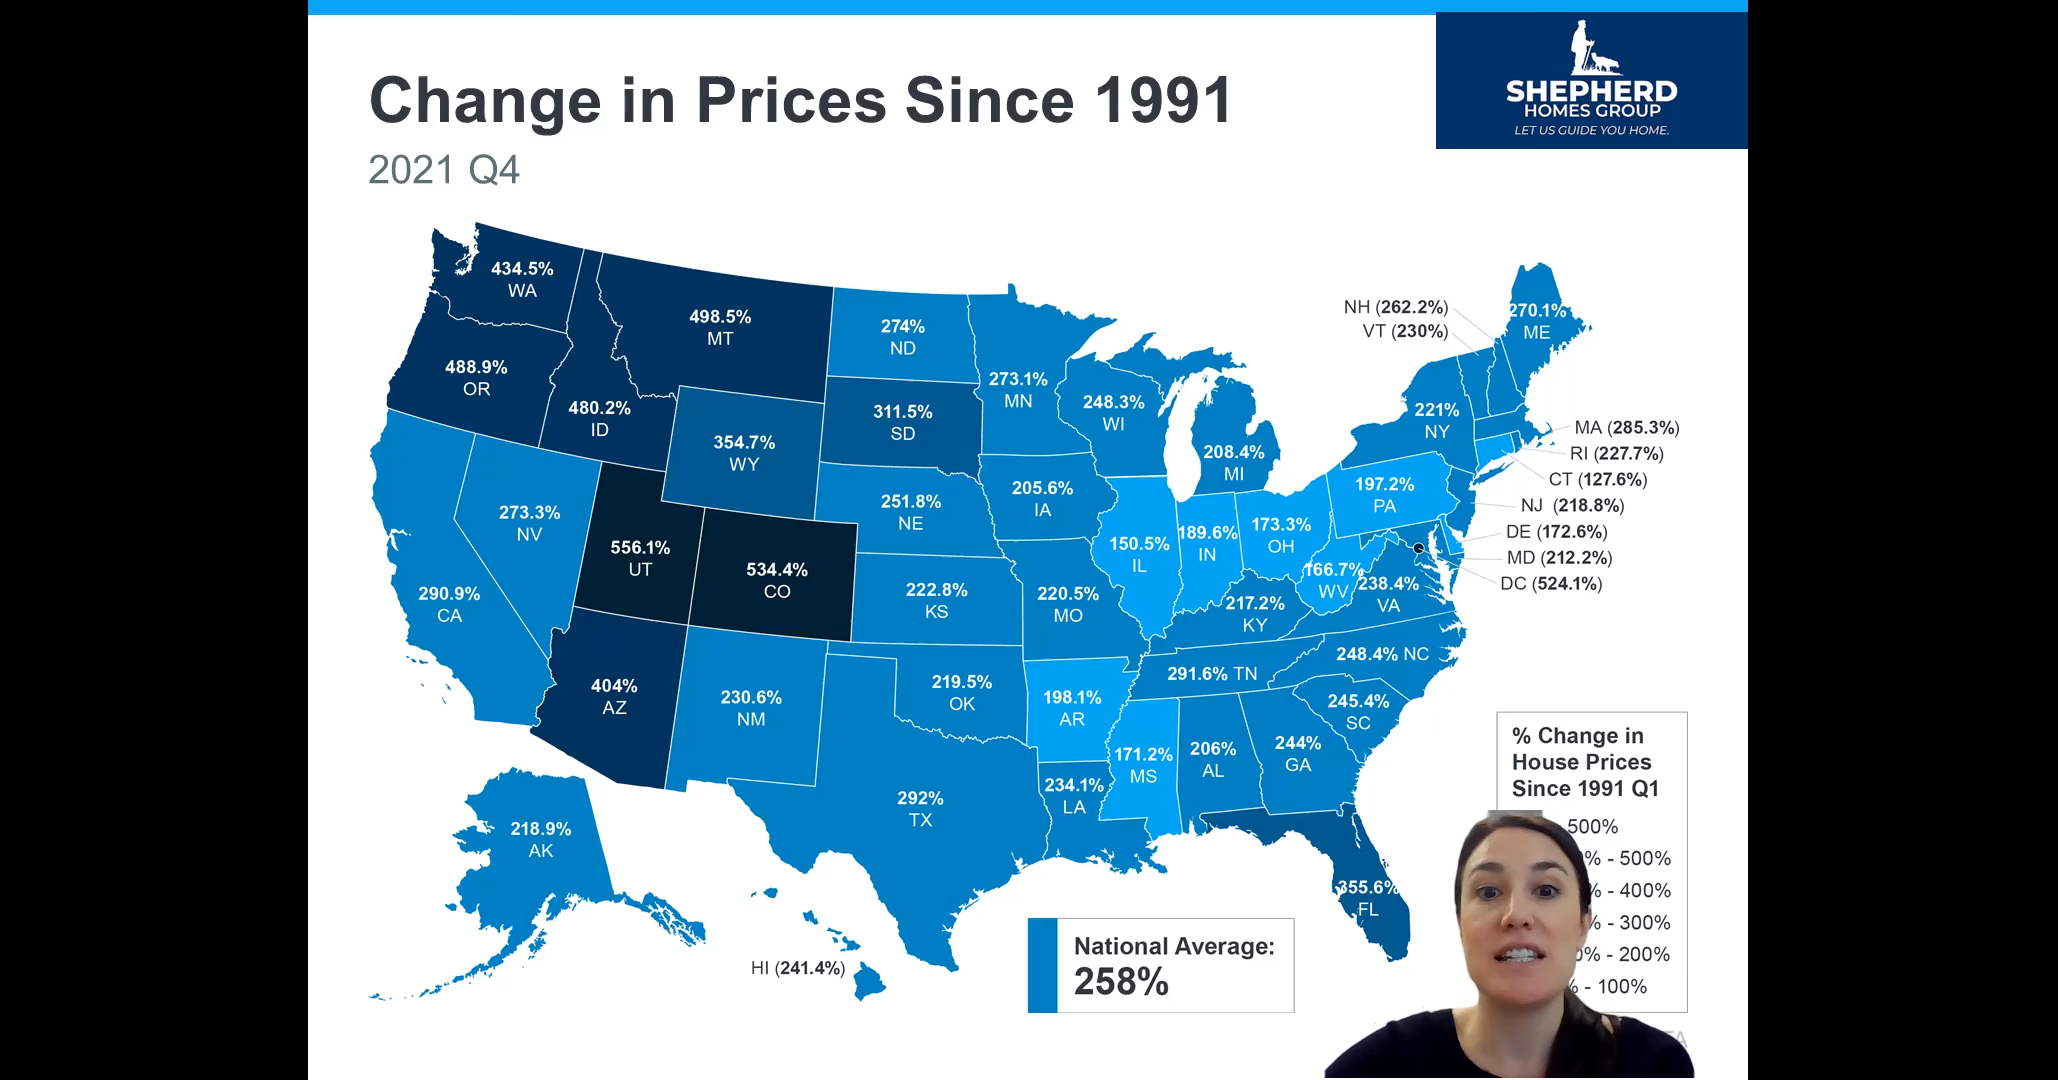 Change in Prices Since 1991
2021 Q4
SHEPHERD
HOMES GROUP
LET US GUIDE YOU HOME.
434.5%
WA
498.5%
MT
274%
ND
488.9%
OR
480.2%
ID
354.7%
WY
311.5%
SD
273.1%
MN
248.3%
WI
208.4%
MI
221%
NY
270.1%
ME
NH (262.2%)
VT (230%)
MA (285.3%)
RI (227.7%)
CT (127.6%)
NJ (218.8%)
DE (172.6%)
MD (212.2%)
DC (524.1%)
273.3%
NV
290.9%
CA
556.1%
UT
534.4%
CO
251.8%
NE
205.6%
IA
222.8%
KS
220.5%
MO
150.5%
IL
189.6%
IN
173.3%
OH
197.2%
PA
166.7%
WV
238.4%
VA
217.2%
KY
291.6% TN
248.4% NC
245.4%
SC
404%
AZ
230.6%
NM
219.5%
OK
198.1%
AR
292%
TX
234.1%
LA
171.2%
MS
206%
AL
244%
GA
355.6%
FL
218.9%
AK
HI (241.4%)
National Average:
258%
% Change in
House Prices
Since 1991 Q1
500%
% - 500%
% - 400%
% - 300%
% - 200%
% - 100%